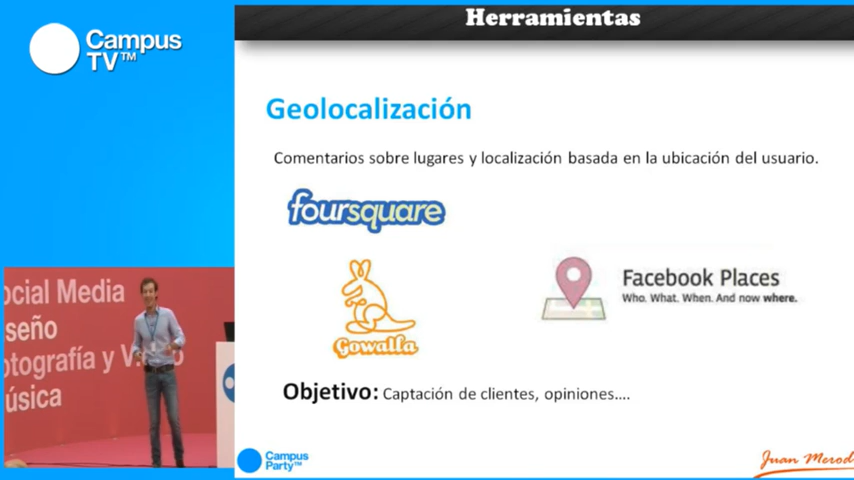 Campus
TV™
Herramientas
Geolocalización
Comentarios sobre lugares y localización basada en la ubicación del usuario.
foursquare
Gowalla
Facebook Places
Who. What. When. And now where.
Objetivo: Captación de clientes, opiniones....
Campus
Party™
Juan Merod
ocial Media
seño
otografía y V
úsica